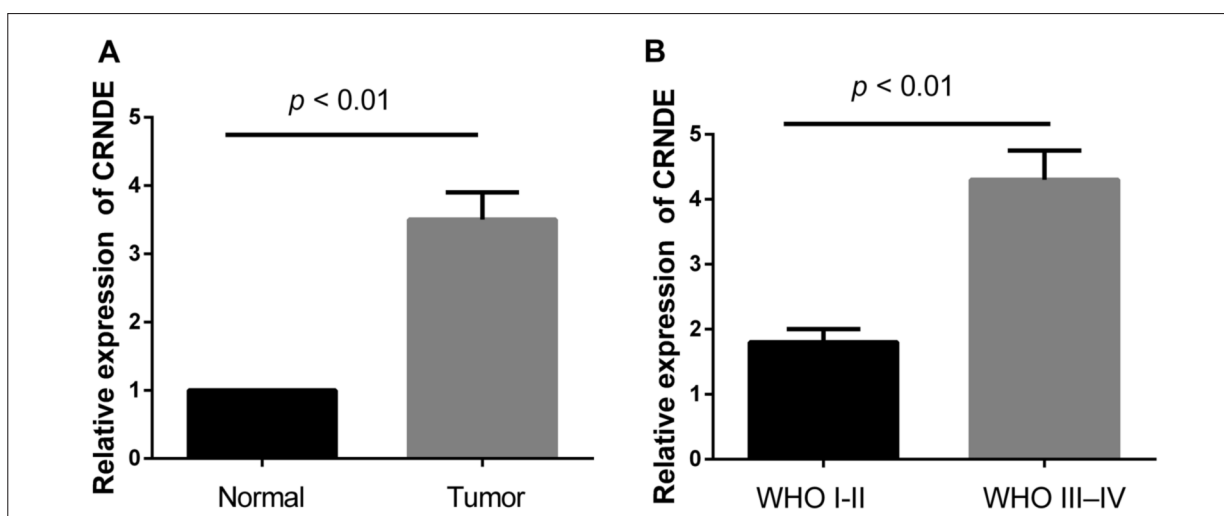 A
p < 0.01
Relative expression of CRNDE
5
4
3
2
1
0
Normal
Tumor
B
p < 0.01
Relative expression of CRNDE
5
4
3
2
1
0
WHO I-II
WHO III–IV